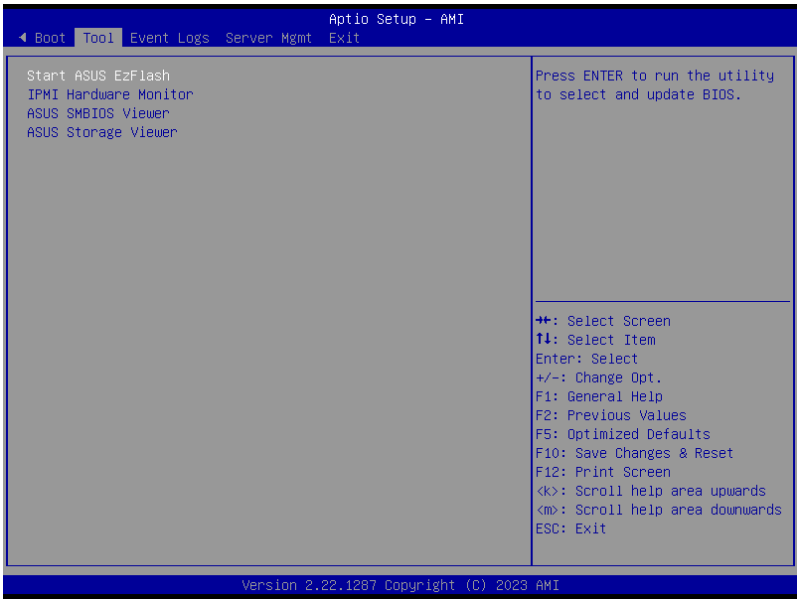 Aptio Setup – AMI
Boot Tool Event Logs Server Mgmt Exit
Start ASUS EzFlash
IPMI Hardware Monitor
ASUS SMBIOS Viewer
ASUS Storage Viewer
Press ENTER to run the utility
to select and update BIOS.
→←: Select Screen
↑↓: Select Item
Enter: Select
+/-: Change Opt.
F1: General Help
F2: Previous Values
F5: Optimized Defaults
F10: Save Changes & Reset
F12: Print Screen
<k>: Scroll help area upwards
<m>: Scroll help area downwards
ESC: Exit
Version 2.22.1287 Copyright (C) 2023 AMI